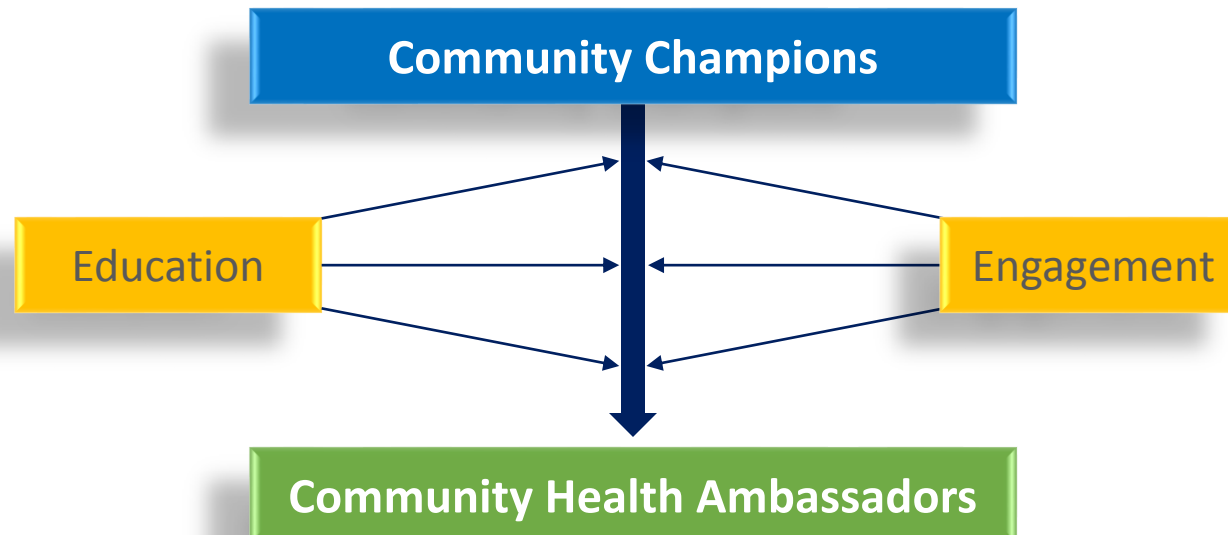 Community Champions
Education
Engagement
Community Health Ambassadors